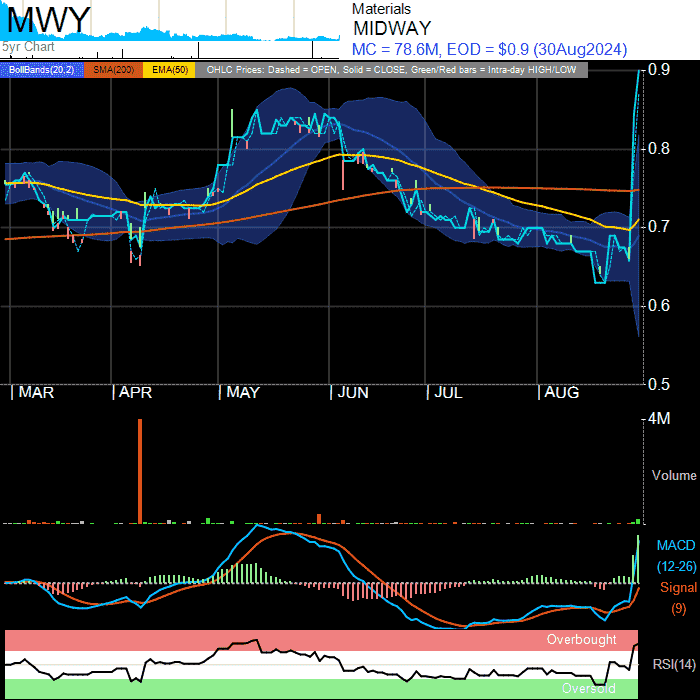 MWY
5yr Chart
Materials
MIDWAY
MC = 78.6M, EOD = $0.9 (30Aug2024)
BollBands(20,2) SMA(200) EMA(50) OHLC Prices: Dashed = OPEN, Solid = CLOSE, Green/Red bars = Intra-day HIGH/LOW
0.9
0.8
0.7
0.6
0.5
MAR APR MAY JUN JUL AUG
4M
Volume
MACD
(12-26)
Signal
(9)
Overbought
RSI(14)
Oversold